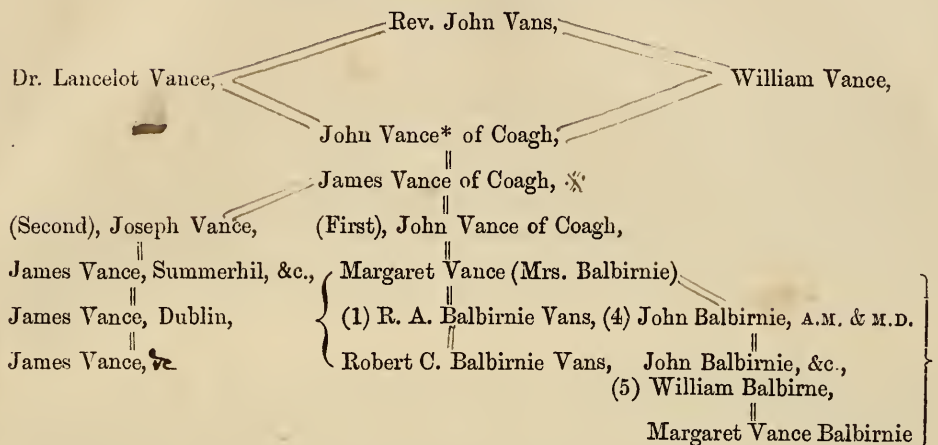 Rev. John Vans,
Dr. Lancelot Vance, William Vance,
John Vance* of Coagh,
James Vance of Coagh,
(Second), Joseph Vance, (First), John Vance of Coagh,
James Vance, Summerhil, &c., Margaret Vance (Mrs. Balbirnie)
James Vance, Dublin, (1) R. A. Balbirnie Vans, (4) John Balbirnie, A.M. & M.D.
James Vance, Robert C. Balbirnie Vans, John Balbirnie, &c.,
(5) William Balbirne,
Margaret Vance Balbirnie